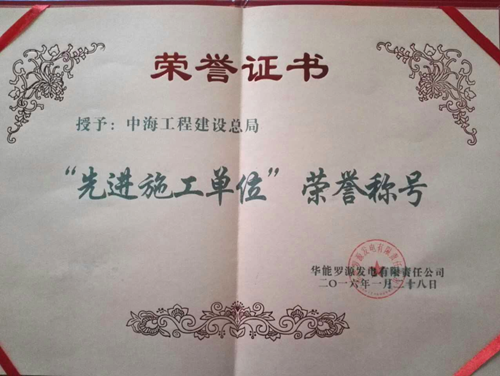 荣誉证书
授予：中海工程建设总局
“先进施工单位”荣誉称号
华能罗源发电有限责任公司
二〇一六年一月二十八日